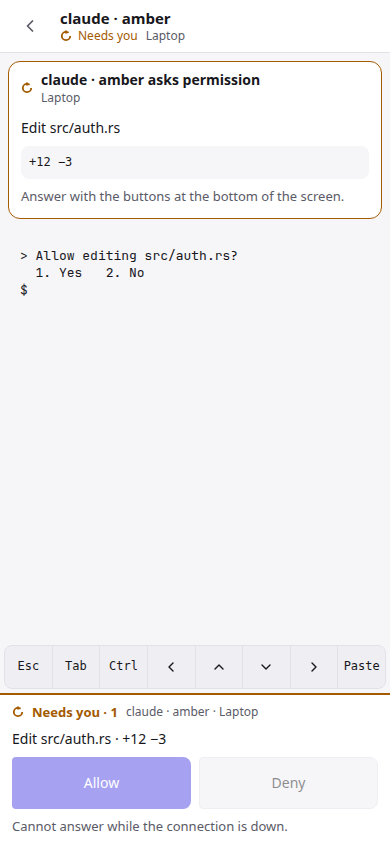 claude · amber
Needs you Laptop
claude · amber asks permission
Laptop
Edit src/auth.rs
+12 −3
Answer with the buttons at the bottom of the screen.
> Allow editing src/auth.rs?
1. Yes 2. No
$
Esc Tab Ctrl Paste
Needs you · 1 claude · amber · Laptop
Edit src/auth.rs · +12 −3
Allow Deny
Cannot answer while the connection is down.